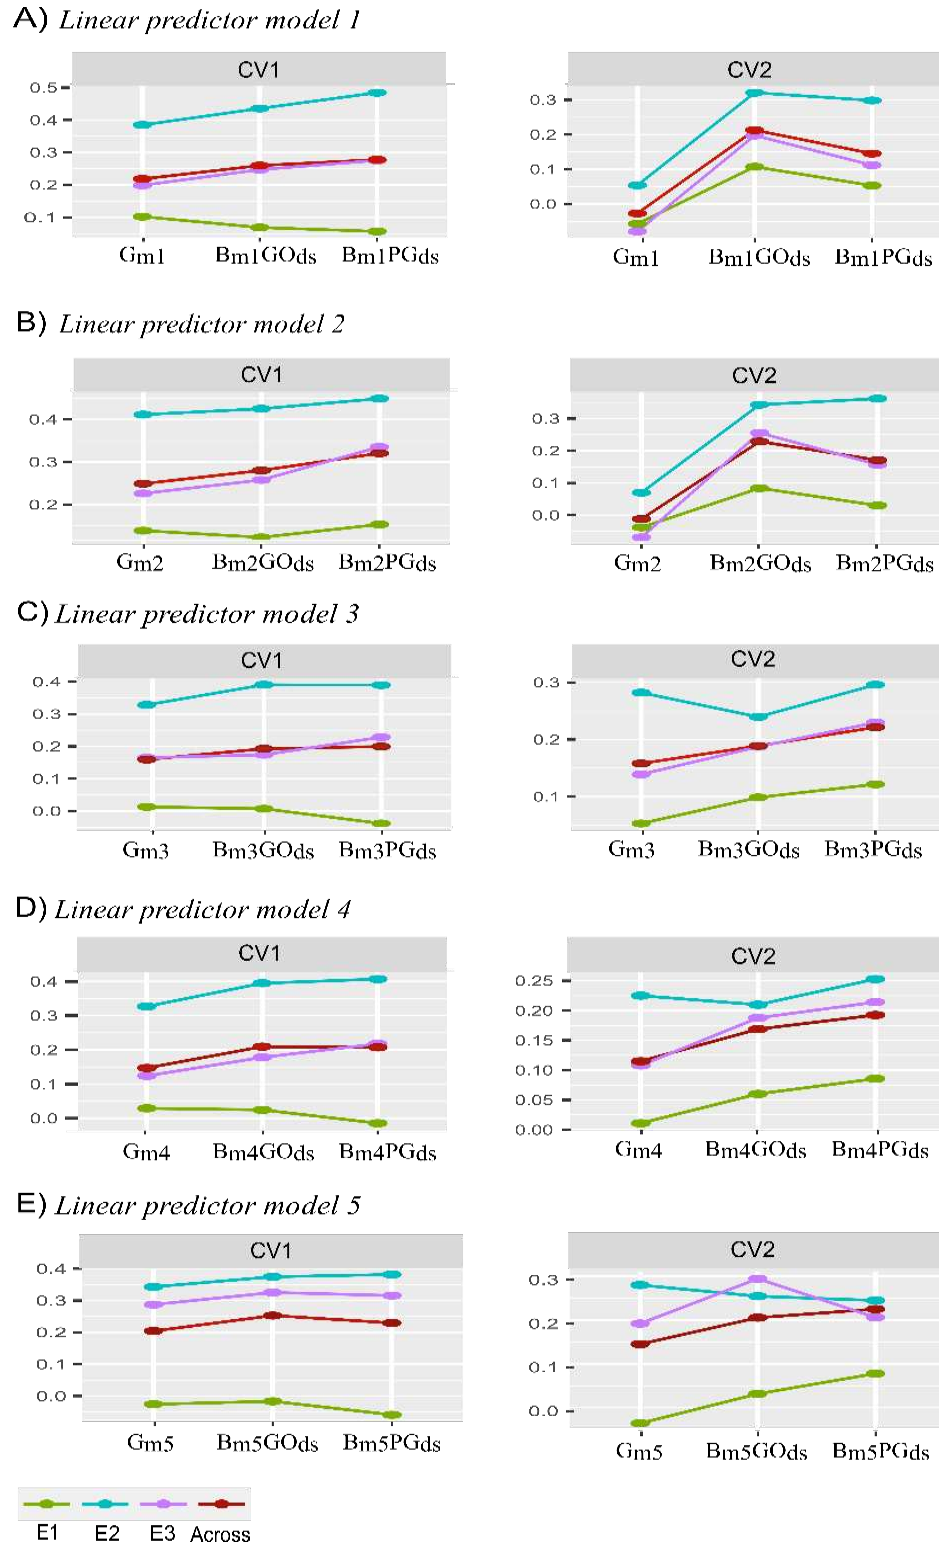 A) Linear predictor model 1
CV1
0.5
0.4
0.3
0.2
0.1
Gm1 Bm1GOds Bm1PGds
CV2
0.3
0.2
0.1
0.0
Gm1 Bm1GOds Bm1PGds
B) Linear predictor model 2
CV1
0.4
0.3
0.2
Gm2 Bm2GOds Bm2PGds
CV2
0.3
0.2
0.1
0.0
Gm2 Bm2GOds Bm2PGds
C) Linear predictor model 3
CV1
0.4
0.3
0.2
0.1
0.0
Gm3 Bm3GOds Bm3PGds
CV2
0.3
0.2
0.1
Gm3 Bm3GOds Bm3PGds
D) Linear predictor model 4
CV1
0.4
0.3
0.2
0.1
0.0
Gm4 Bm4GOds Bm4PGds
CV2
0.25
0.20
0.15
0.10
0.05
0.00
Gm4 Bm4GOds Bm4PGds
E) Linear predictor model 5
CV1
0.4
0.3
0.2
0.1
0.0
Gm5 Bm5GOds Bm5PGds
CV2
0.3
0.2
0.1
0.0
Gm5 Bm5GOds Bm5PGds
E1 E2 E3 Across